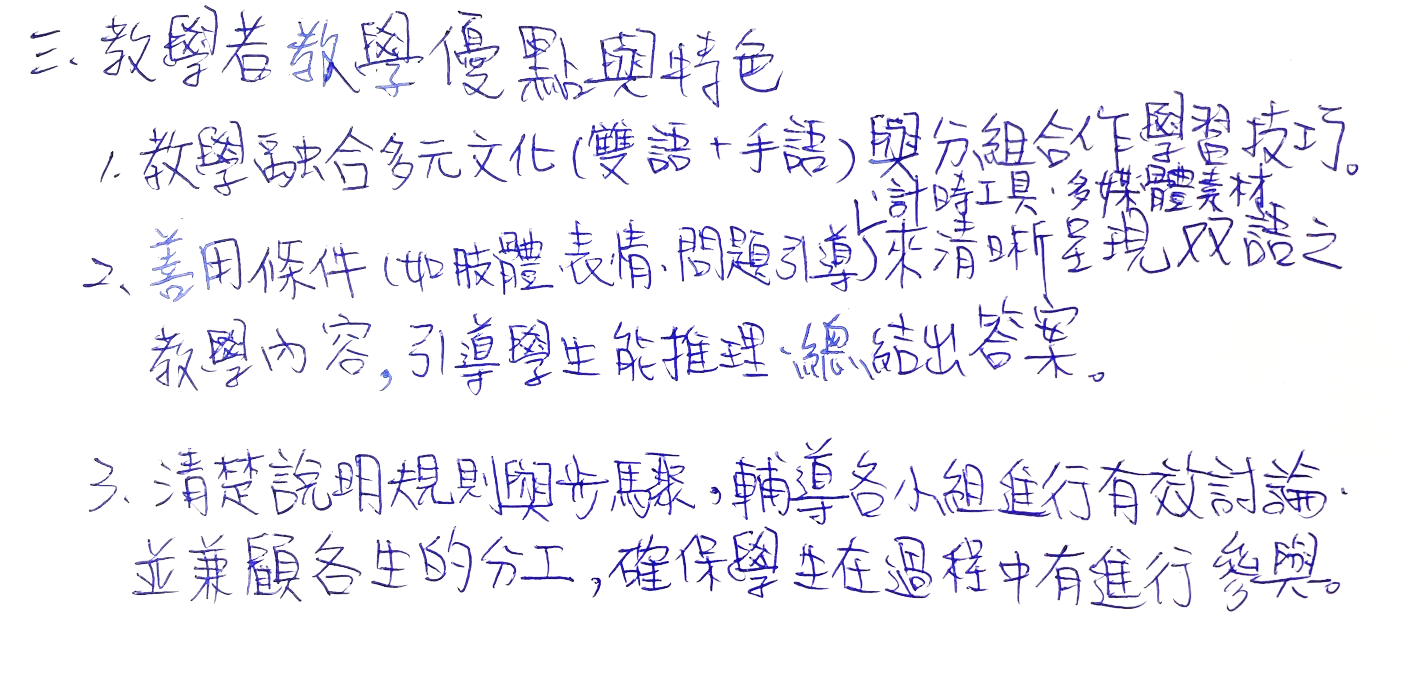 三、教學者教學優點與特色
1. 教學融合多元文化(雙語+手語)與分組合作學習技巧。
、計時工具、多媒體素材
2、善用條件(如肢體、表情、問題引導)來清晰呈現双語之
教學內容,引導學生能推理、總結出答案。
3、清楚說明規則與步驟,輔導各小組進行有效討論、
並兼顧各生的分工,確保學生在過程中有進行參與。